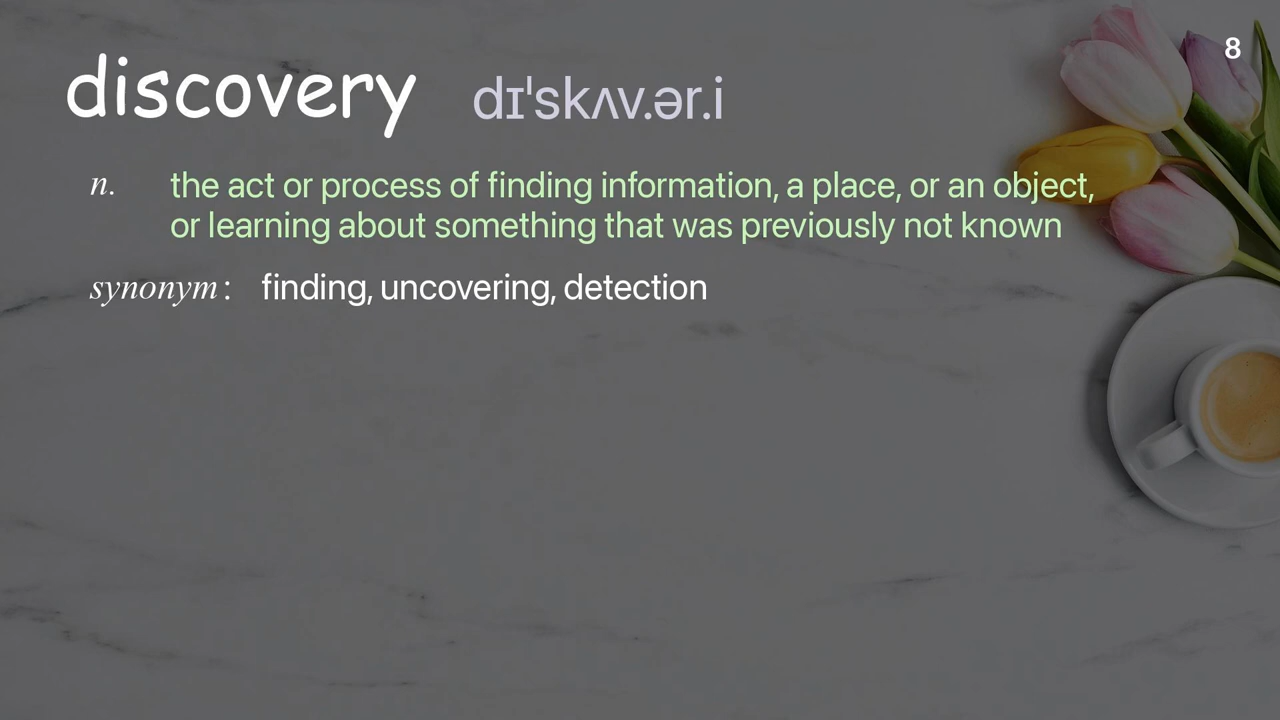 8
discovery dɪˈskʌv.ər.i
n. the act or process of finding information, a place, or an object,
or learning about something that was previously not known
synonym: finding, uncovering, detection